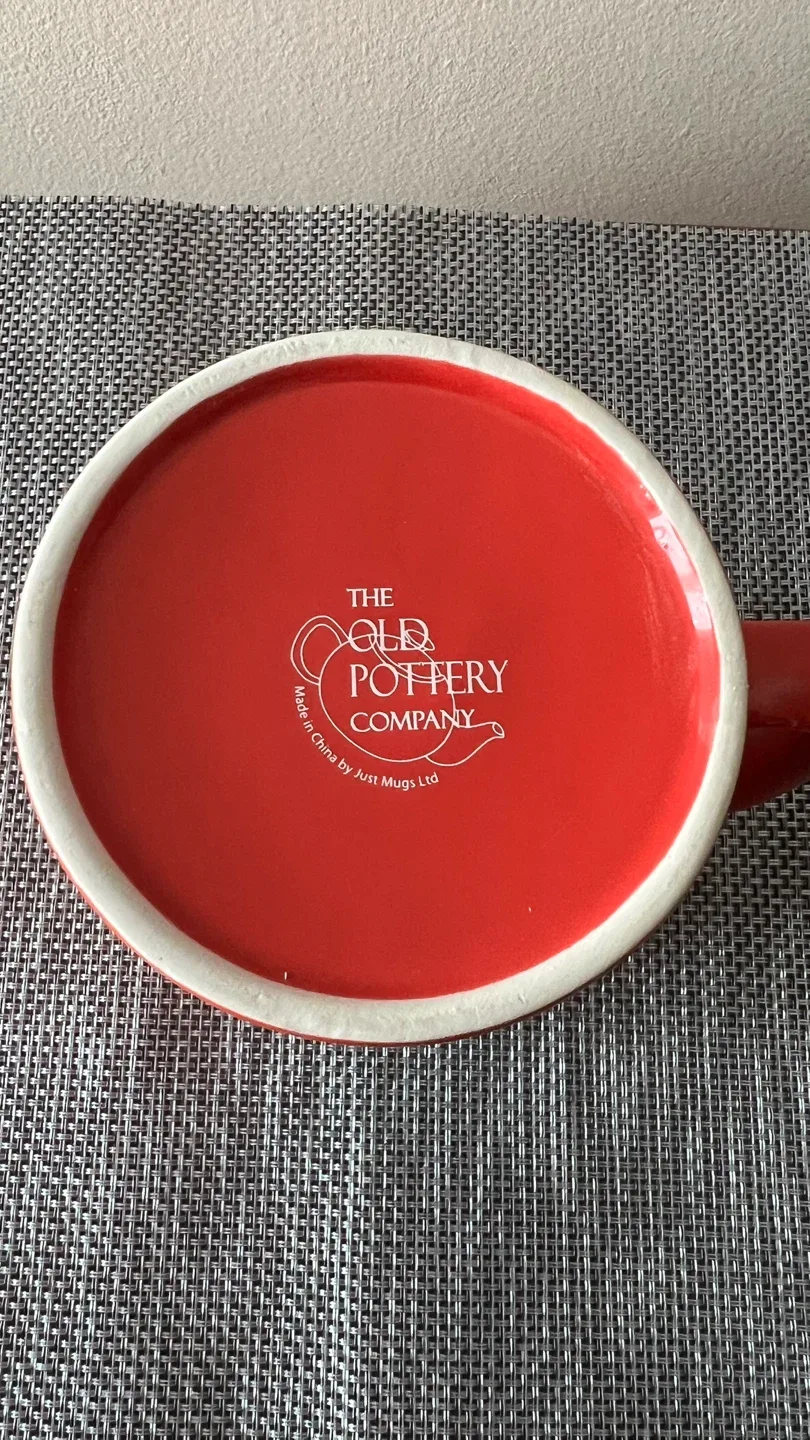 THE
OLD
POTTERY
COMPANY
Made in China by Just Mugs Ltd